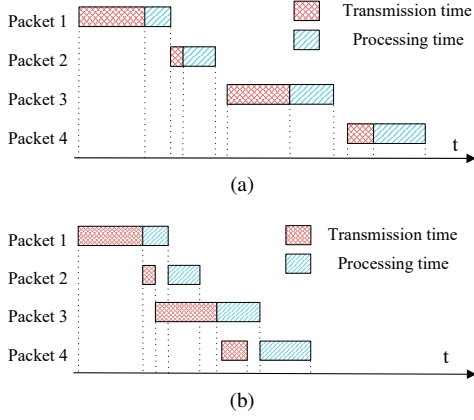 Packet 1
Transmission time
Processing time
Packet 2
Packet 3
Packet 4
t
(a)
Packet 1
Transmission time
Processing time
Packet 2
Packet 3
Packet 4
t
(b)